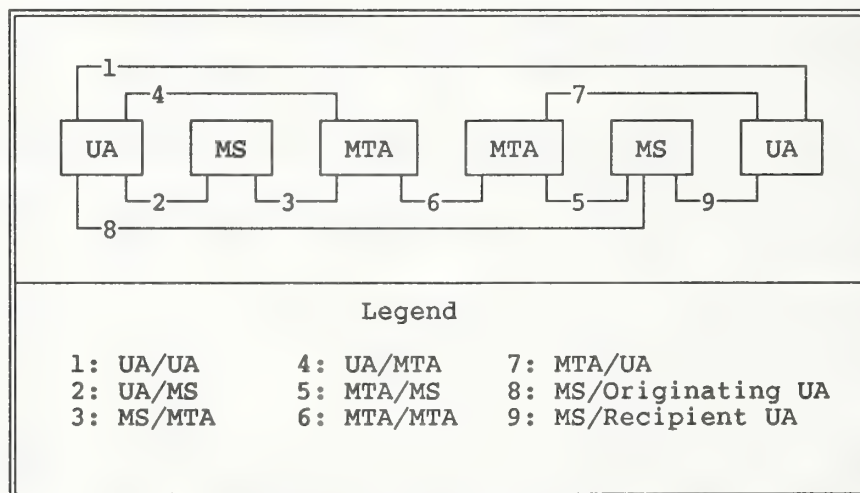 1
4 7
UA MS MTA MTA MS UA
2 3 6 5 9
8
Legend
1: UA/UA 4: UA/MTA 7: MTA/UA
2: UA/MS 5: MTA/MS 8: MS/Originating UA
3: MS/MTA 6: MTA/MTA 9: MS/Recipient UA